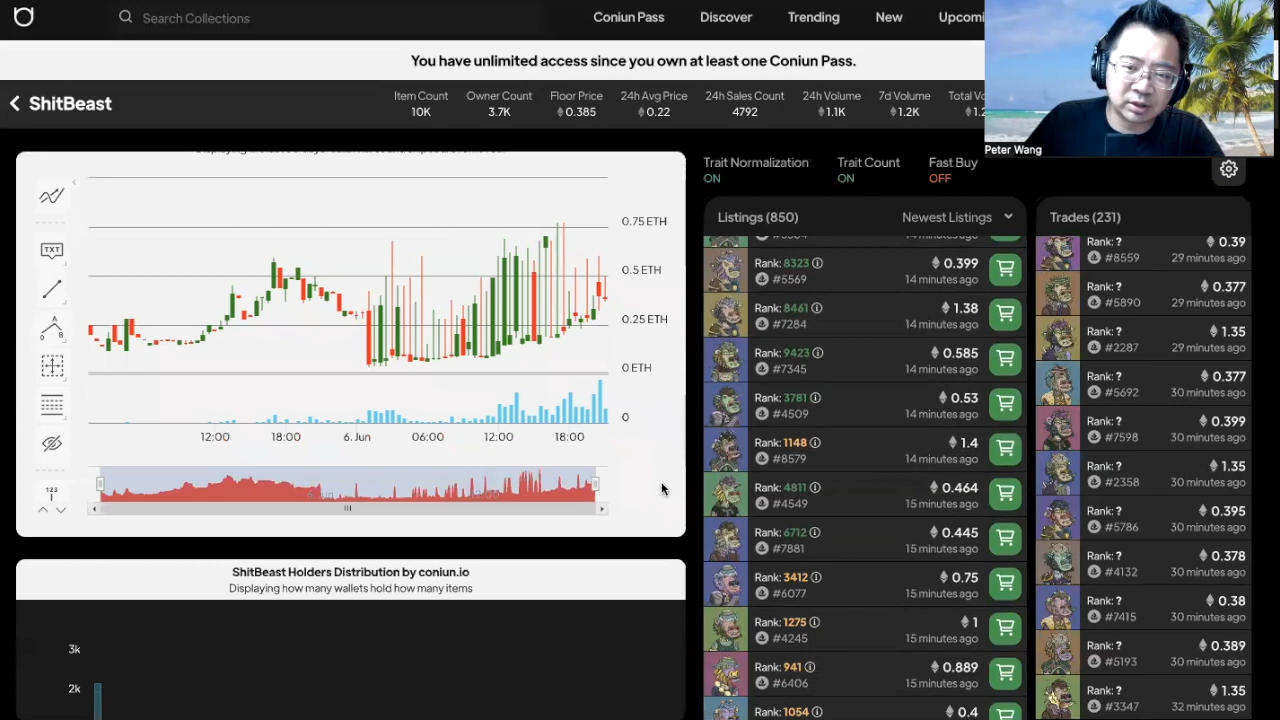 Search Collections
Coniun Pass
Discover
Trending
New
Upcomi
You have unlimited access since you own at least one Coniun Pass.
ShitBeast
Item Count
10K
Owner Count
3.7K
Floor Price
0.385
24h Avg Price
0.22
24h Sales Count
4792
24h Volume
1.1K
7d Volume
1.2K
Total Vo
Peter Wang
Trait Normalization
ON
Trait Count
ON
Fast Buy
OFF
TXT
A
0
B
123
0.75 ETH
0.5 ETH
0.25 ETH
0 ETH
0
12:00
18:00
6.Jun
06:00
12:00
18:00
ShitBeast Holders Distribution by coniun.io
Displaying how many wallets hold how many items
3k
2k
Listings (850)
Newest Listings
14 minutes ago
Rank: 8323
0.399
#5569
14 minutes ago
Rank: 8461
1.38
#7284
14 minutes ago
Rank: 9423
0.585
#7345
14 minutes ago
Rank: 3781
0.53
#4509
14 minutes ago
Rank: 1148
1.4
#8579
14 minutes ago
Rank: 4811
0.464
#4549
15 minutes ago
Rank: 6712
0.445
#7881
15 minutes ago
Rank: 3412
0.75
#6077
15 minutes ago
Rank: 1275
1
#4245
15 minutes ago
Rank: 941
0.889
#6406
15 minutes ago
Rank: 1054
0.4
Trades (231)
Rank: ?
0.39
#8559
29 minutes ago
Rank: ?
0.377
#5890
29 minutes ago
Rank: ?
1.35
#2287
29 minutes ago
Rank: ?
0.377
#5692
30 minutes ago
Rank: ?
0.399
#7598
30 minutes ago
Rank: ?
1.35
#2358
30 minutes ago
Rank: ?
0.395
#5786
30 minutes ago
Rank: ?
0.378
#4132
30 minutes ago
Rank: ?
0.38
#7415
30 minutes ago
Rank: ?
0.389
#5193
30 minutes ago
Rank: ?
1.35
#3347
32 minutes ago